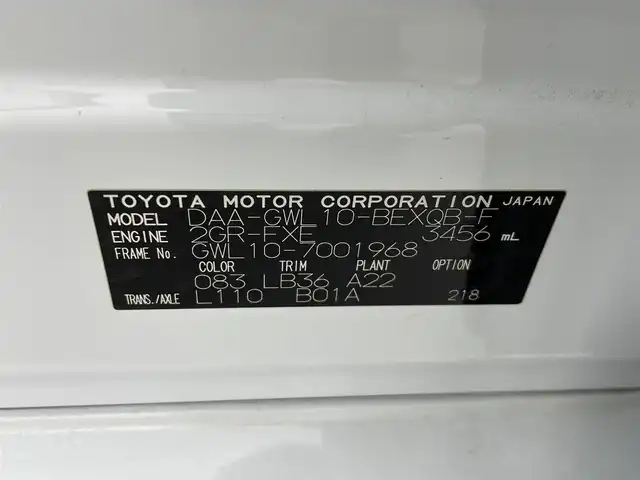 TOYOTA MOTOR CORPORATION JAPAN
MODEL DAA-GWL10-BEXQB-F
ENGINE 2GR-FXE 3456 mL
FRAME No. GWL10-7001968
COLOR TRIM PLANT OPTION
083 LB36 A22
TRANS./AXLE L110 B01A 218